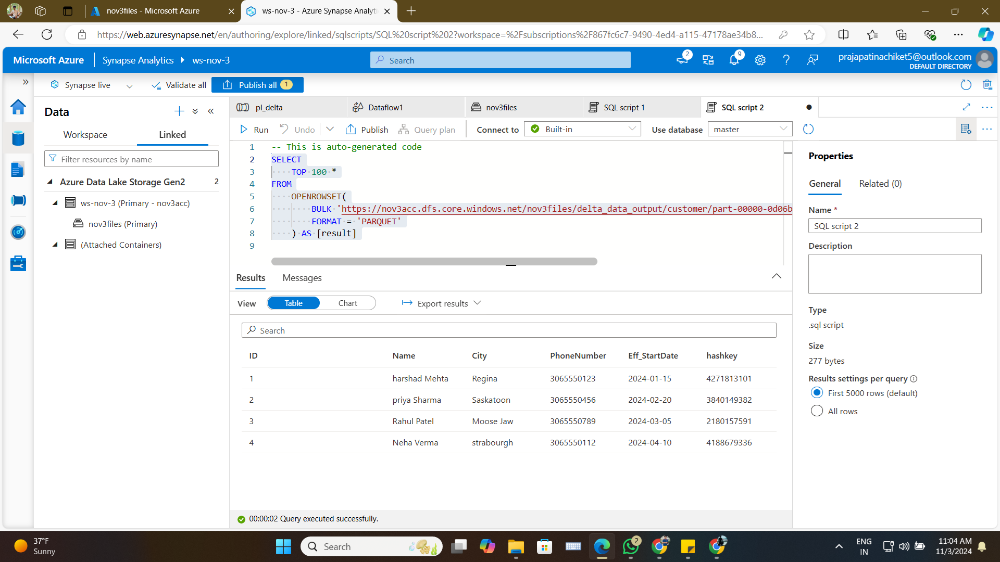 nov3files - Microsoft Azure
ws-nov-3 - Azure Synapse Analyti
https://web.azuresynapse.net/en/authoring/explore/linked/sqlscripts/SQL%20script%202?workspace=%2Fsubscriptions%2F867fc6c7-9490-4ed4-a115-47178ae34b8...
Microsoft Azure
Synapse Analytics
ws-nov-3
Search
2
9
prajapatinachiket5@outlook.com
DEFAULT DIRECTORY
Synapse live
Validate all
Publish all 1
Data
Workspace
Linked
Filter resources by name
Azure Data Lake Storage Gen2 2
ws-nov-3 (Primary - nov3acc)
nov3files (Primary)
(Attached Containers)
pl_delta
Dataflow1
nov3files
SQL script 1
SQL script 2
Run
Undo
Publish
Query plan
Connect to
Built-in
Use database
master
1 -- This is auto-generated code
2 SELECT
3 TOP 100 *
4 FROM
5 OPENROWSET(
6 BULK 'https://nov3acc.dfs.core.windows.net/nov3files/delta_data_output/customer/part-00000-0d06b
7 FORMAT = 'PARQUET'
8 ) AS [result]
9
Results
Messages
View
Table
Chart
Export results
Search
ID Name City PhoneNumber Eff_StartDate hashkey
1 harshad Mehta Regina 3065550123 2024-01-15 4271813101
2 priya Sharma Saskatoon 3065550456 2024-02-20 3840149382
3 Rahul Patel Moose Jaw 3065550789 2024-03-05 2180157591
4 Neha Verma strabourgh 3065550112 2024-04-10 4188679336
00:00:02 Query executed successfully.
Properties
General
Related (0)
Name *
SQL script 2
Description
Type
.sql script
Size
277 bytes
Results settings per query
First 5000 rows (default)
All rows
37°F
Sunny
Search
2
ENG
IN
11:04 AM
11/3/2024